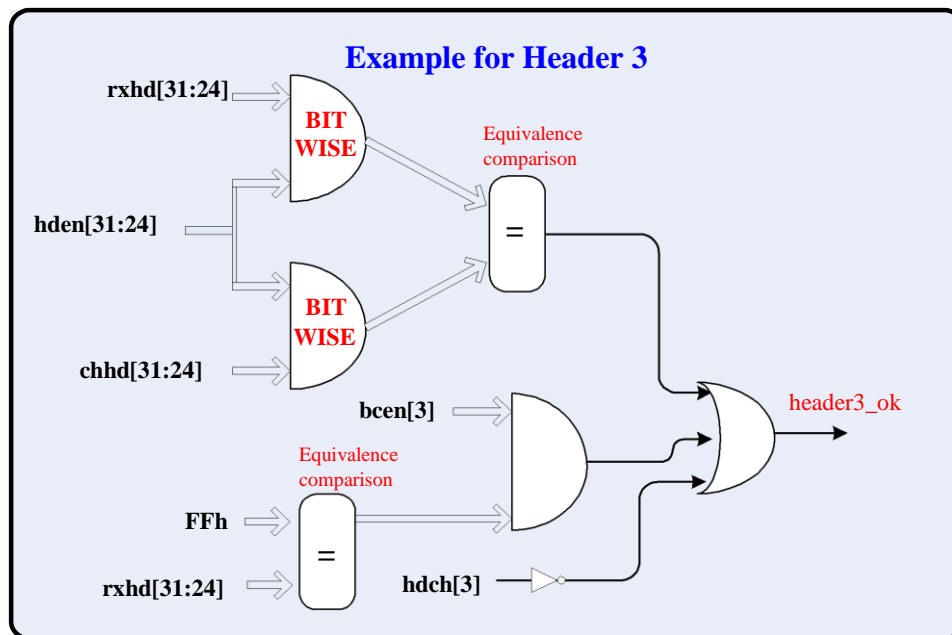 Example for Header 3
rxhd[31:24]
BIT
WISE
Equivalence
comparison
hden[31:24]
=
BIT
WISE
chhd[31:24]
bcen[3]
header3_ok
Equivalence
comparison
FFh
=
rxhd[31:24]
hdch[3]